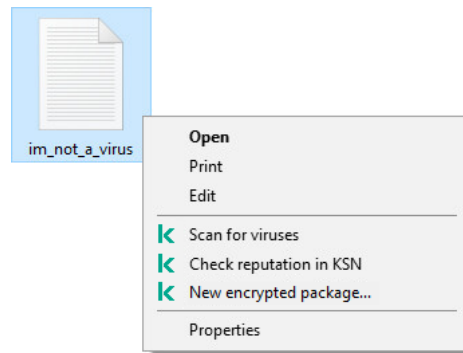 im_not_a_virus
Open
Print
Edit
Scan for viruses
Check reputation in KSN
New encrypted package...
Properties